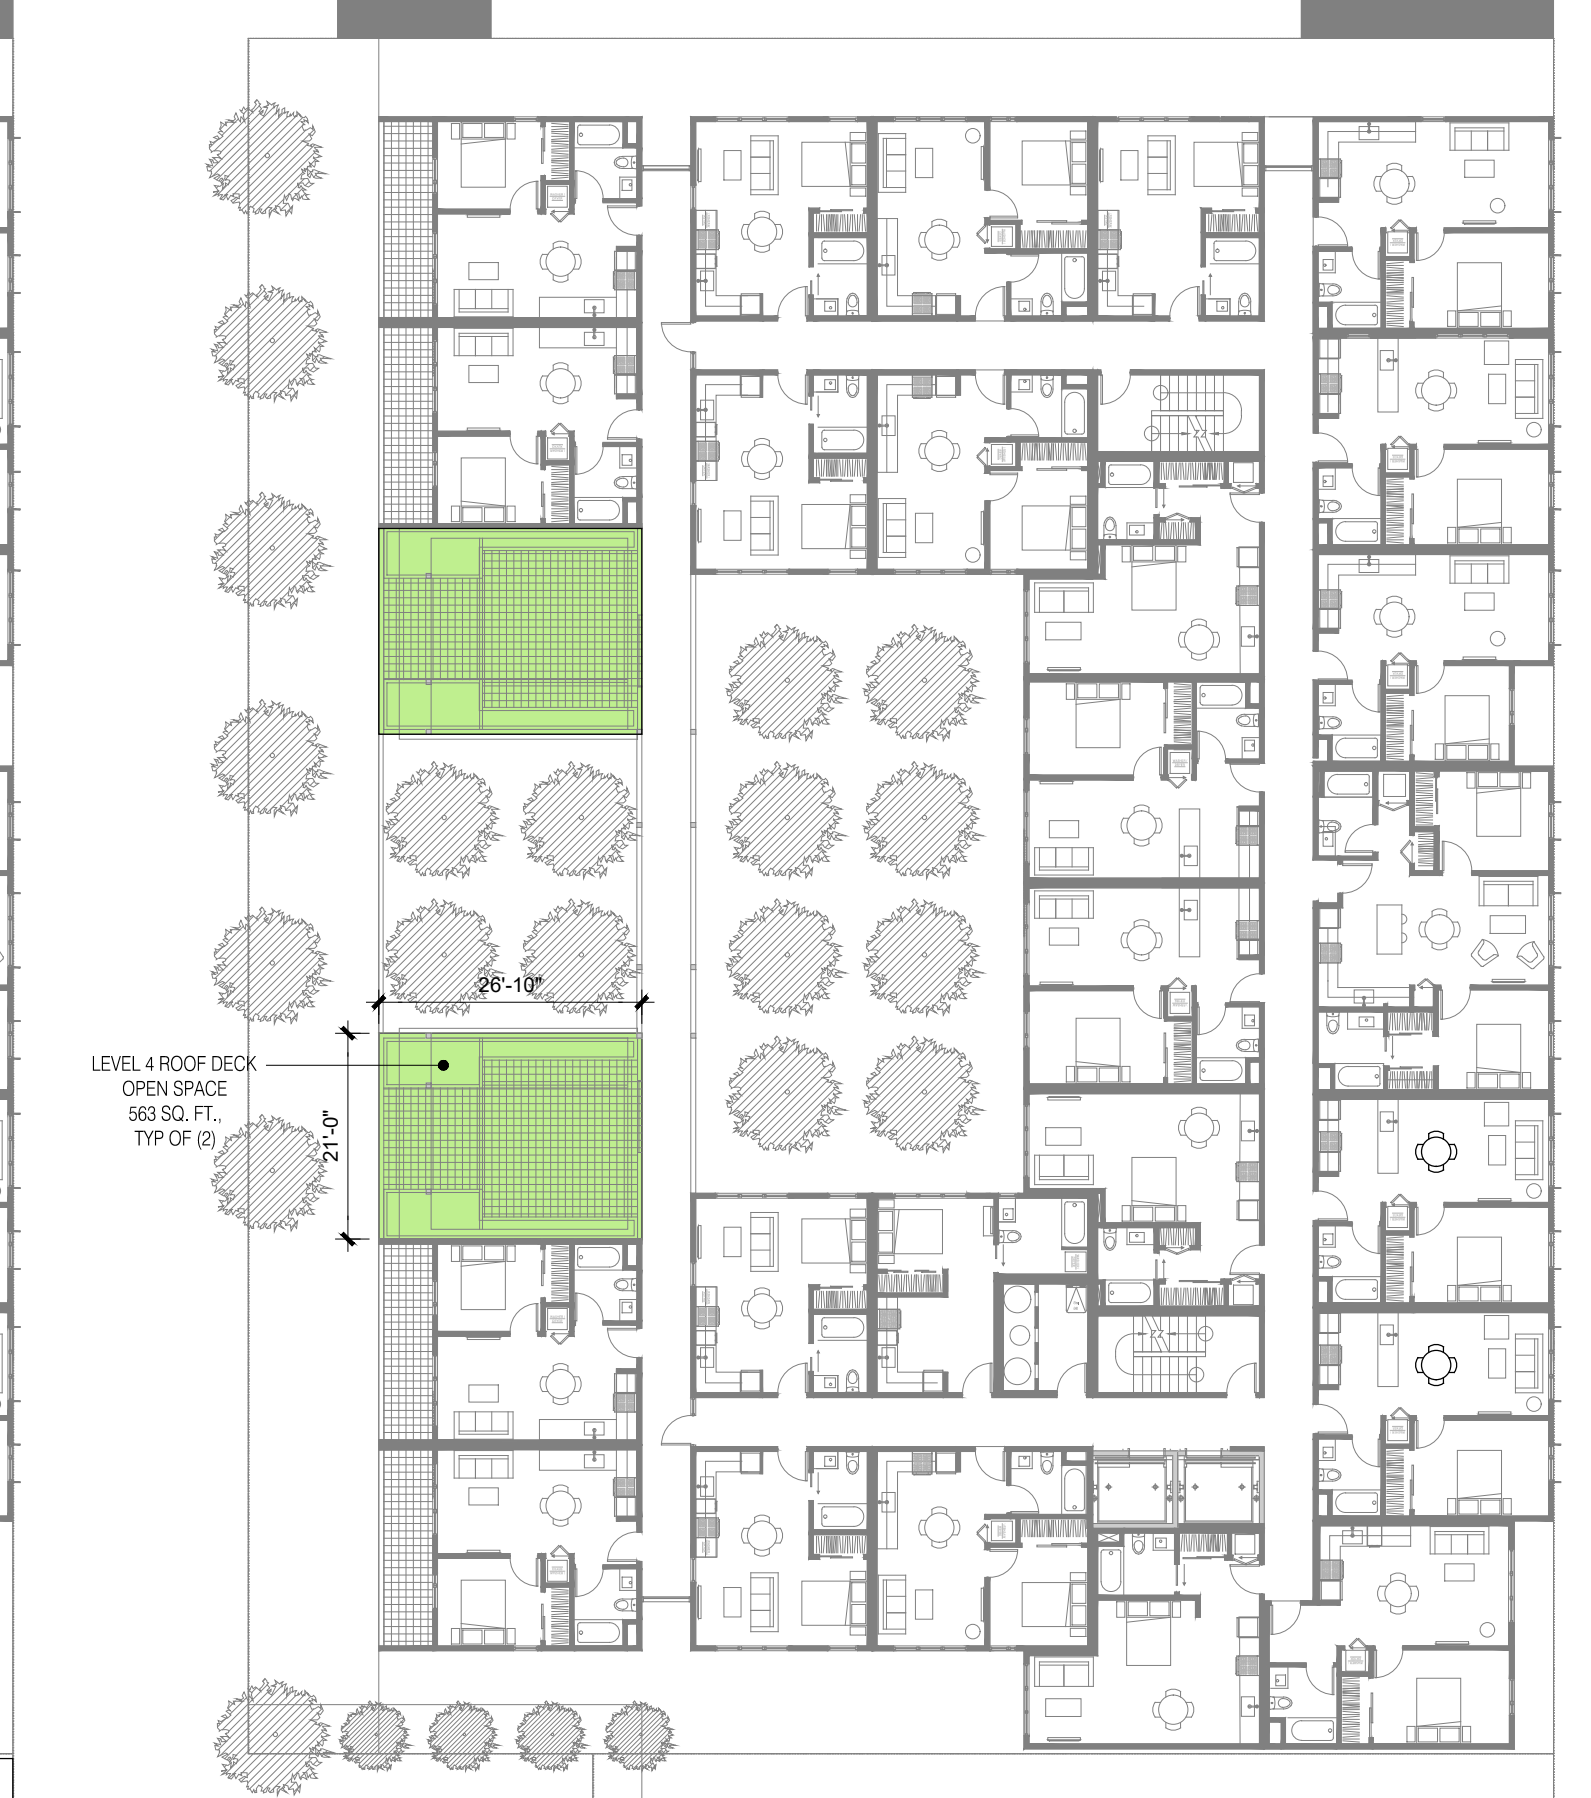 26'-10"
LEVEL 4 ROOF DECK
OPEN SPACE
563 SQ. FT.,
TYP OF (2)
21'-0"